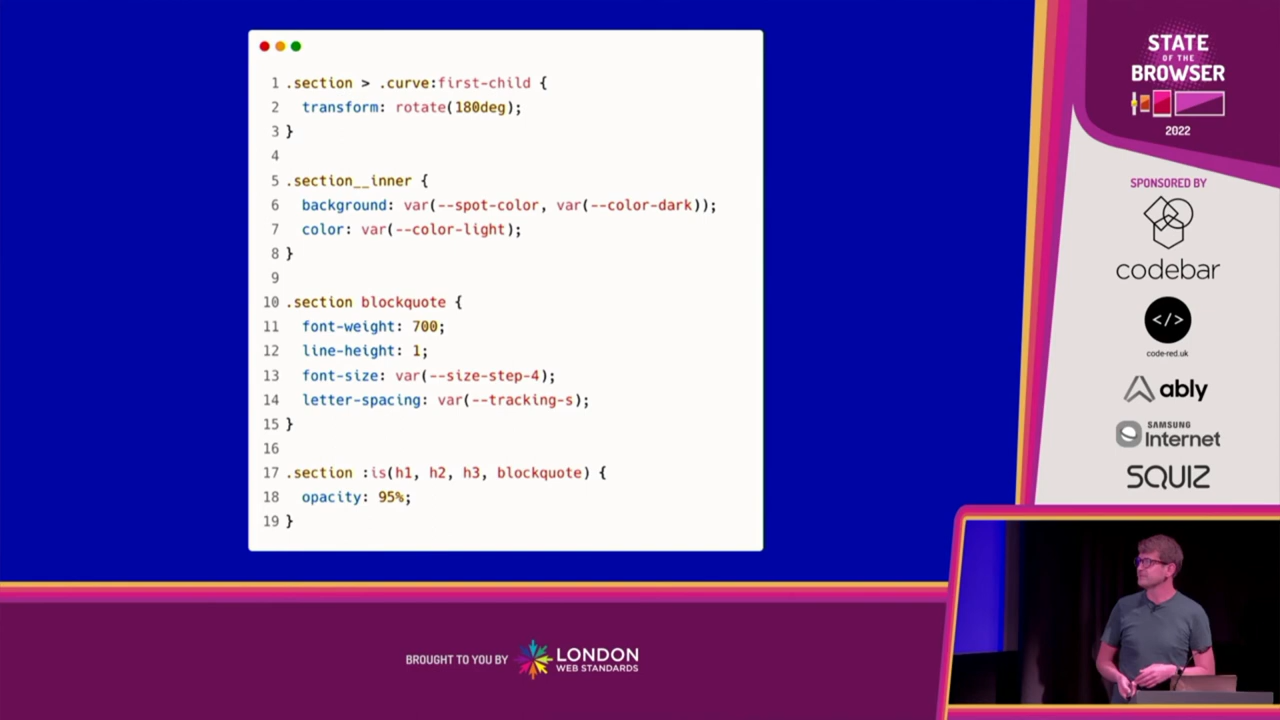 1 .section > .curve:first-child {
2 transform: rotate(180deg);
3 }
4
5 .section__inner {
6 background: var(--spot-color, var(--color-dark));
7 color: var(--color-light);
8 }
9
10 .section blockquote {
11 font-weight: 700;
12 line-height: 1;
13 font-size: var(--size-step-4);
14 letter-spacing: var(--tracking-s);
15 }
16
17 .section :is(h1, h2, h3, blockquote) {
18 opacity: 95%;
19 }
STATE
OF THE
BROWSER
2022
SPONSORED BY
codebar
</>
code-red.uk
ably
SAMSUNG
Internet
SQUIZ
BROUGHT TO YOU BY
LONDON
WEB STANDARDS